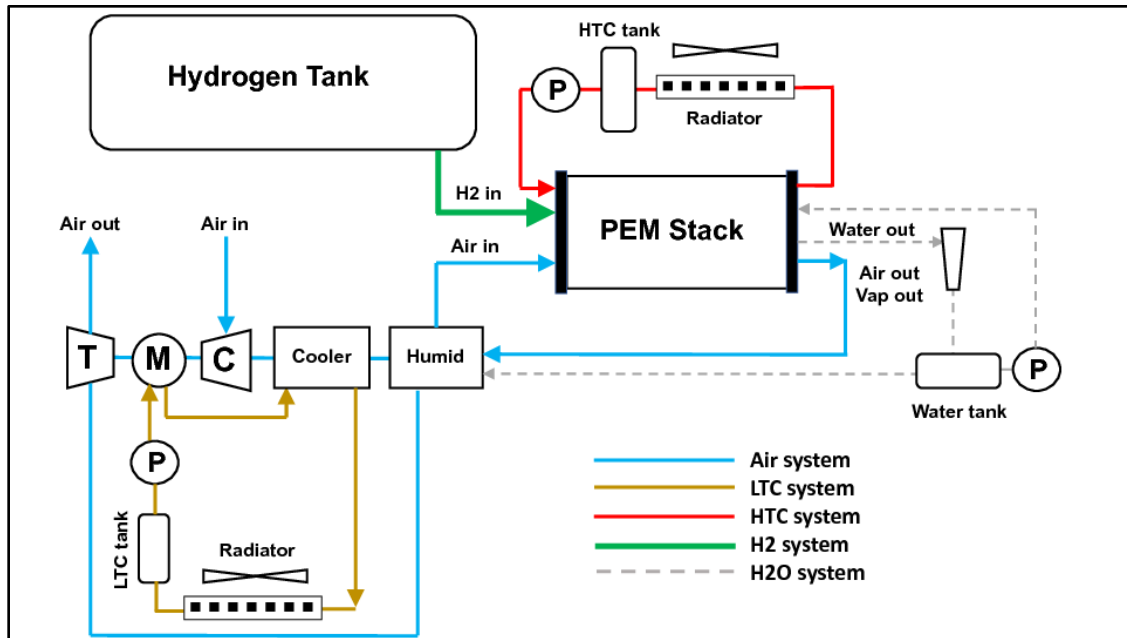 HTC tank
Hydrogen Tank
P
Radiator
H2 in
PEM Stack
Air out
Air in
Air in
Water out
Air out
Vap out
T
M
C
Cooler
Humid
P
Water tank
P
LTC tank
Radiator
Air system
LTC system
HTC system
H2 system
H2O system